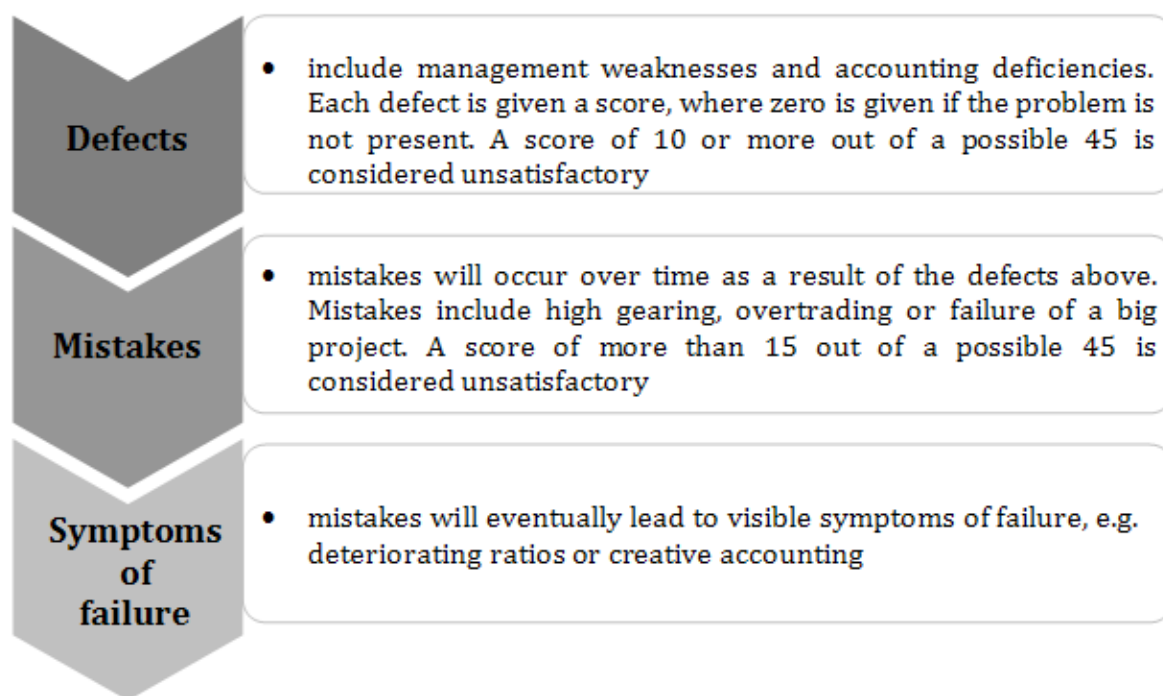 Defects
• include management weaknesses and accounting deficiencies.
Each defect is given a score, where zero is given if the problem is
not present. A score of 10 or more out of a possible 45 is
considered unsatisfactory
Mistakes
• mistakes will occur over time as a result of the defects above.
Mistakes include high gearing, overtrading or failure of a big
project. A score of more than 15 out of a possible 45 is
considered unsatisfactory
Symptoms
of
failure
• mistakes will eventually lead to visible symptoms of failure, e.g.
deteriorating ratios or creative accounting